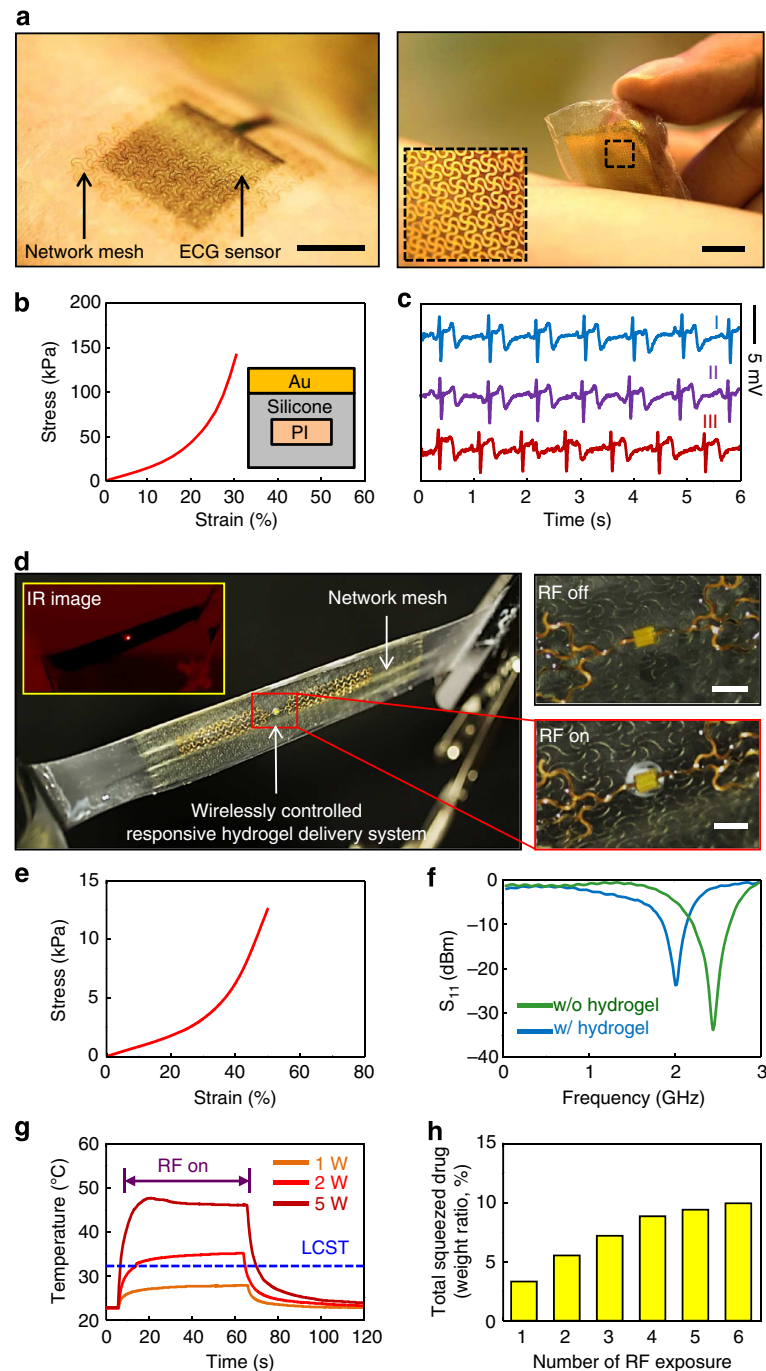 a
Network mesh
ECG sensor
b
200
150
100
50
0
Stress (kPa)
Au
Silicone
PI
0 10 20 30 40 50 60
Strain (%)
c
I
II
III
5 mV
0 1 2 3 4 5 6
Time (s)
d
IR image
Network mesh
Wirelessly controlled
responsive hydrogel delivery system
RF off
RF on
e
15
10
5
0
Stress (kPa)
0 20 40 60 80
Strain (%)
f
0
−10
−20
−30
−40
S11 (dBm)
w/o hydrogel
w/ hydrogel
0 1 2 3
Frequency (GHz)
g
60
50
40
30
20
Temperature (°C)
RF on
1 W
2 W
5 W
LCST
0 20 40 60 80 100 120
Time (s)
h
15
10
5
0
Total squeezed drug
(weight ratio, %)
1 2 3 4 5 6
Number of RF exposure